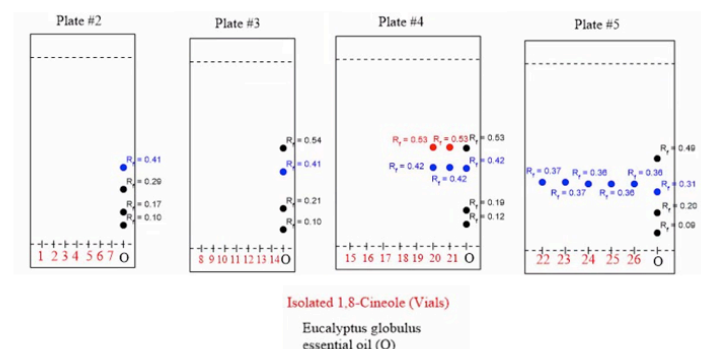 Plate #2
Plate #3
Plate #4
Plate #5
Rf = 0.41
Rf = 0.29
Rf = 0.17
Rf = 0.10
1 2 3 4 5 6 7 O
Rf = 0.54
Rf = 0.41
Rf = 0.21
Rf = 0.10
8 9 10 11 12 13 14 O
Rf = 0.53 Rf = 0.53 Rf = 0.53
Rf = 0.42 Rf = 0.42
Rf = 0.42
Rf = 0.19
Rf = 0.12
15 16 17 18 19 20 21 O
Rf = 0.49
Rf = 0.37 Rf = 0.36 Rf = 0.36
Rf = 0.37 Rf = 0.36
Rf = 0.31
Rf = 0.20
Rf = 0.09
22 23 24 25 26 O
Isolated 1,8-Cineole (Vials)
Eucalyptus globulus
essential oil (O)